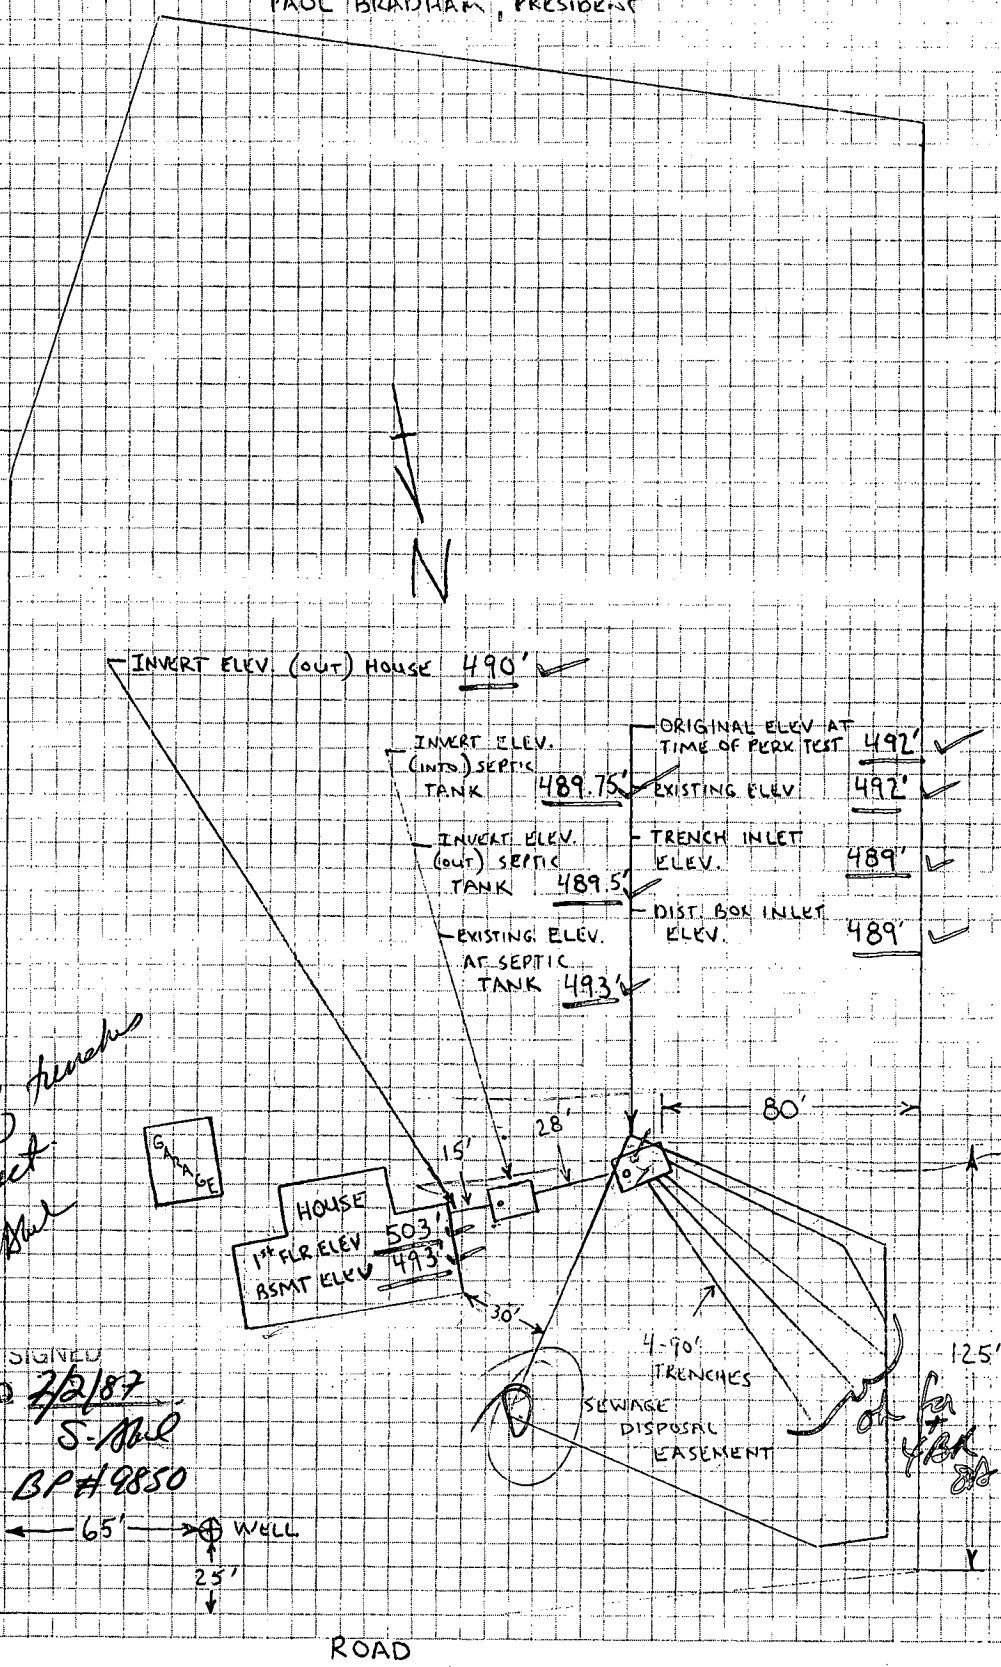 PAUL BRADHAM, PRESIDENT
N
INVERT ELEV. (OUT) HOUSE 490'
INVERT ELEV.
(INTO) SEPTIC
TANK 489.75'
INVERT ELEV.
(OUT) SEPTIC
TANK 489.5'
EXISTING ELEV.
AT SEPTIC
TANK 493'
ORIGINAL ELEV AT
TIME OF PERK TEST 492'
EXISTING ELEV 492'
TRENCH INLET
ELEV. 489'
DIST. BOX INLET
ELEV. 489'
trenches
80'
28'
15'
GARAGE
HOUSE
1st FLR. ELEV 503'
BSMT ELEV 493'
30'
4-90'
TRENCHES
SEWAGE
DISPOSAL
EASEMENT
125'
ok for
4BR
SIGNED
2/2/87
BP#9850
65'
WELL
25'
ROAD